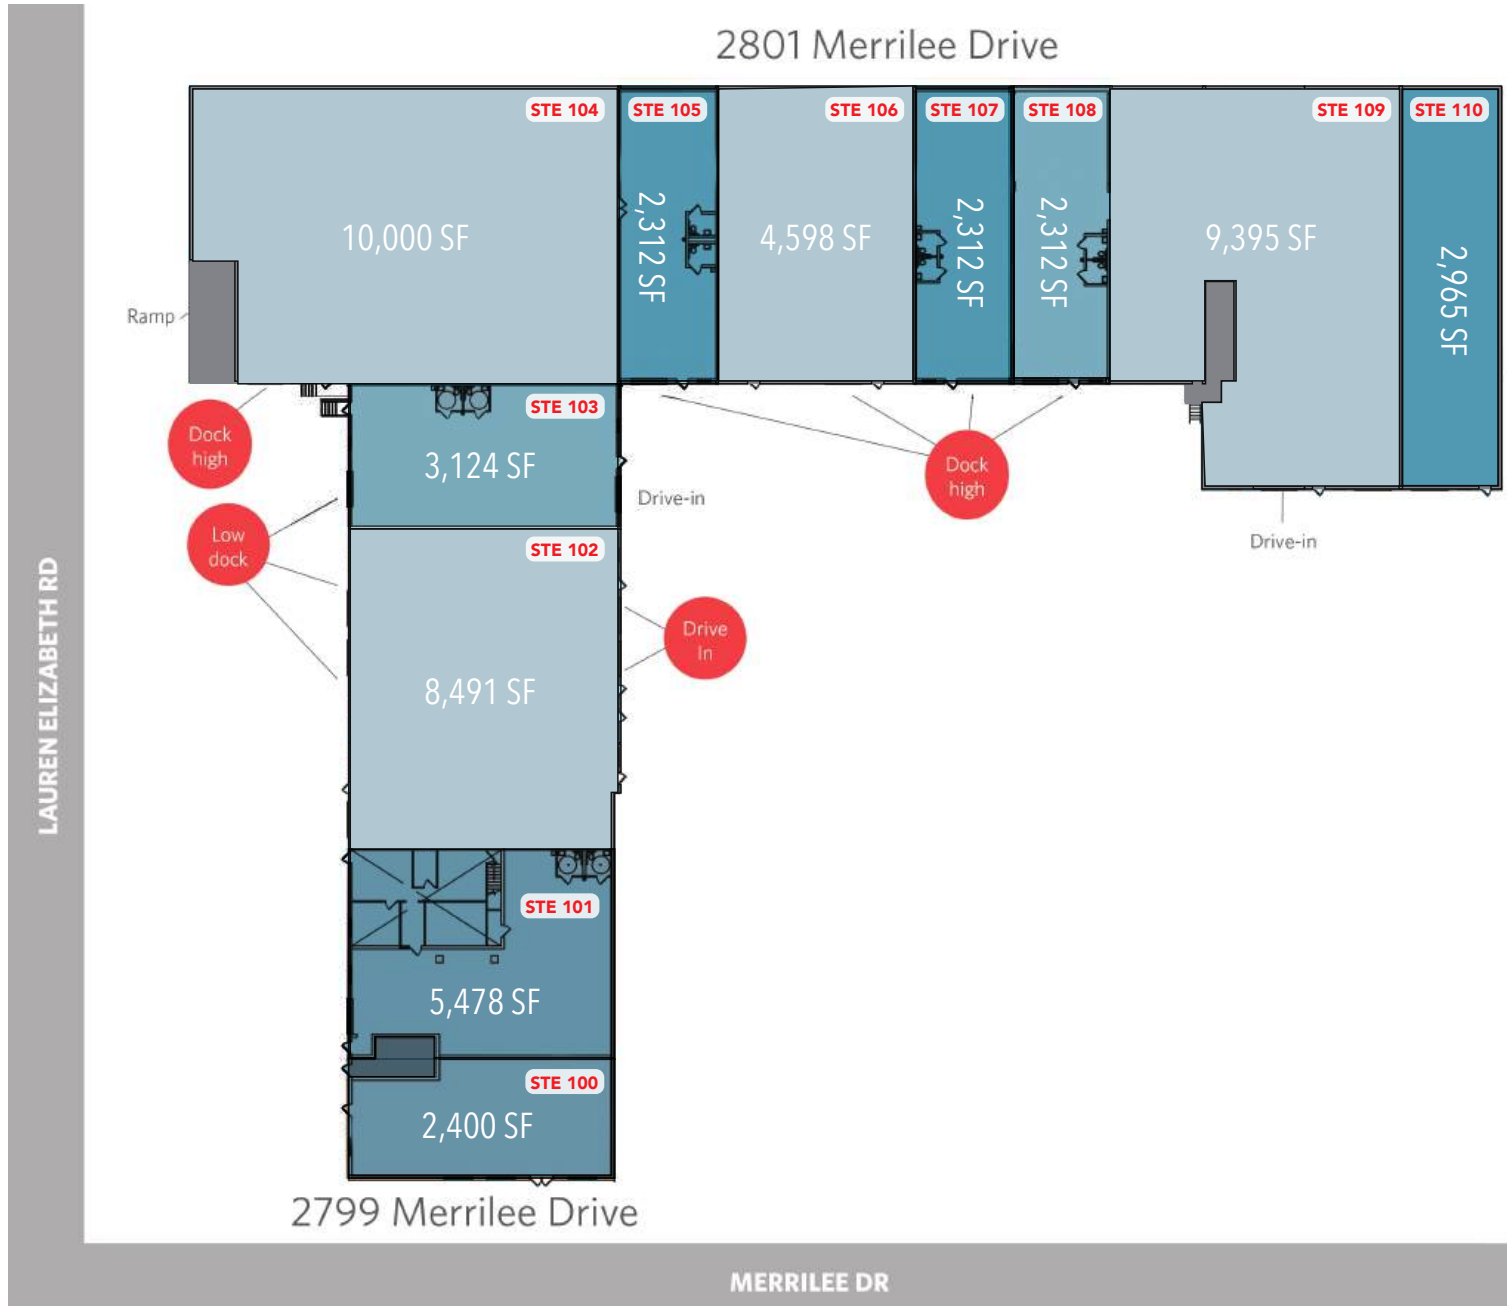 2801 Merrilee Drive
STE 104
STE 105
STE 106
STE 107
STE 108
STE 109
STE 110
10,000 SF
2,312 SF
4,598 SF
2,312 SF
2,312 SF
9,395 SF
2,965 SF
Ramp
Dock
high
STE 103
3,124 SF
Drive-in
Dock
high
Drive-in
Low
dock
STE 102
8,491 SF
Drive
In
LAUREN ELIZABETH RD
STE 101
5,478 SF
STE 100
2,400 SF
2799 Merrilee Drive
MERRILEE DR